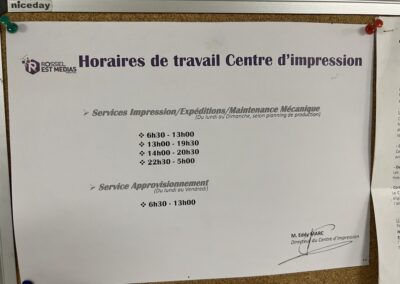 niceday
ROSSEL
EST MEDIAS
Horaires de travail Centre d'impression
➢ Services Impression/Expéditions/Maintenance Mécanique
(Du lundi au Dimanche, selon planning de production)
❖ 6h30 - 13h00
❖ 13h00 - 19h30
❖ 14h00 - 20h30
❖ 22h30 - 5h00
➢ Service Approvisionnement
(Du lundi au Vendredi)
❖ 6h30 - 13h00
M. Eddy MARC
Directeur du Centre d'Impression